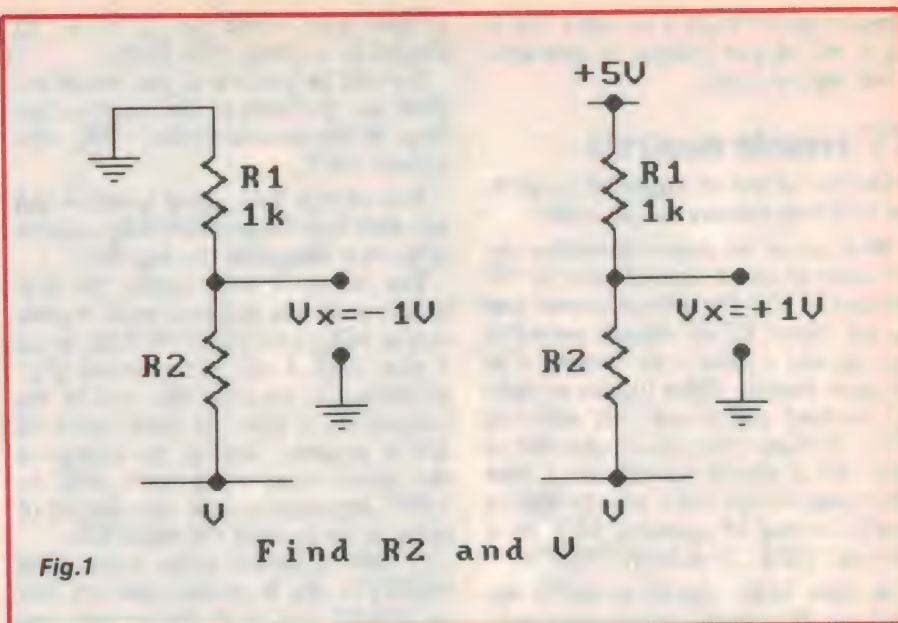 +5V
R1
1k
Vx=-1V
R2
V
R1
1k
Vx=+1V
R2
V
Find R2 and V
Fig.1